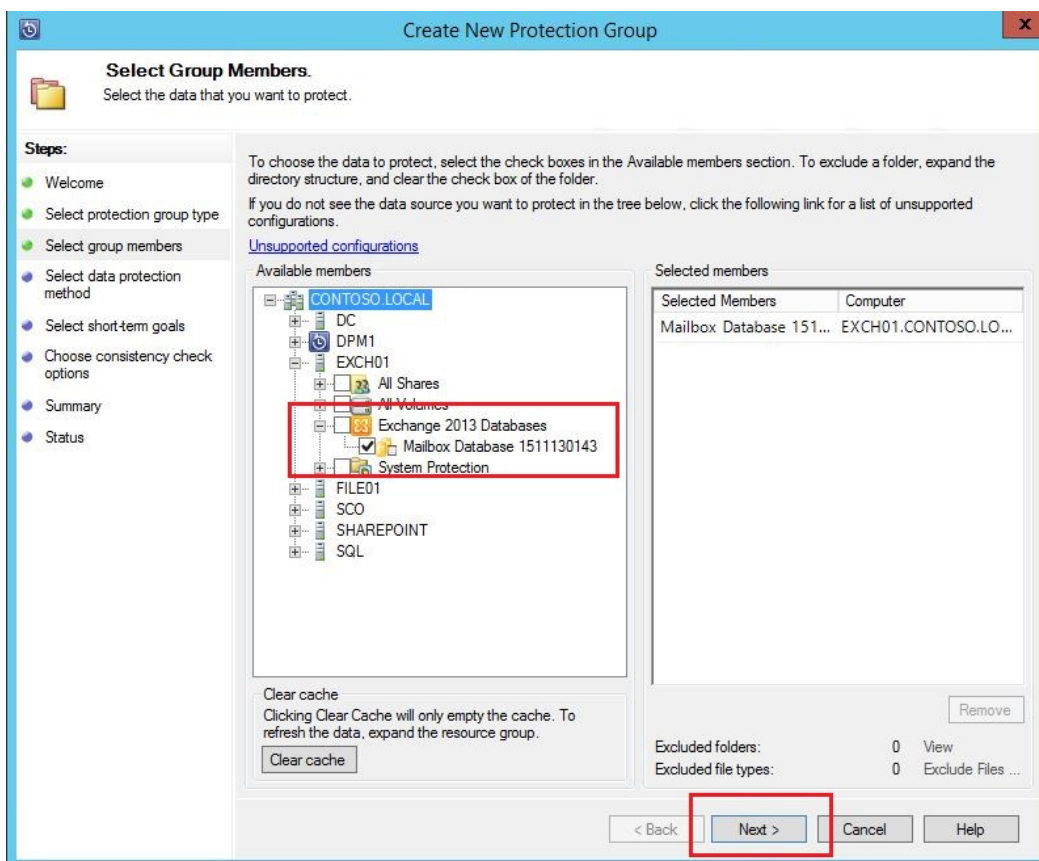 Create New Protection Group
x
Select Group Members.
Select the data that you want to protect.
Steps:
Welcome
Select protection group type
Select group members
Select data protection
method
Select short-term goals
Choose consistency check
options
Summary
Status
To choose the data to protect, select the check boxes in the Available members section. To exclude a folder, expand the
directory structure, and clear the check box of the folder.
If you do not see the data source you want to protect in the tree below, click the following link for a list of unsupported
configurations.
Unsupported configurations
Available members
CONTOSO.LOCAL
DC
DPM1
EXCH01
All Shares
All Volumes
Exchange 2013 Databases
Mailbox Database 1511130143
System Protection
FILE01
SCO
SHAREPOINT
SQL
Clear cache
Clicking Clear Cache will only empty the cache. To
refresh the data, expand the resource group.
Clear cache
Selected members
Selected Members Computer
Mailbox Database 151... EXCH01.CONTOSO.LO...
Remove
Excluded folders: 0 View
Excluded file types: 0 Exclude Files ...
< Back Next > Cancel Help